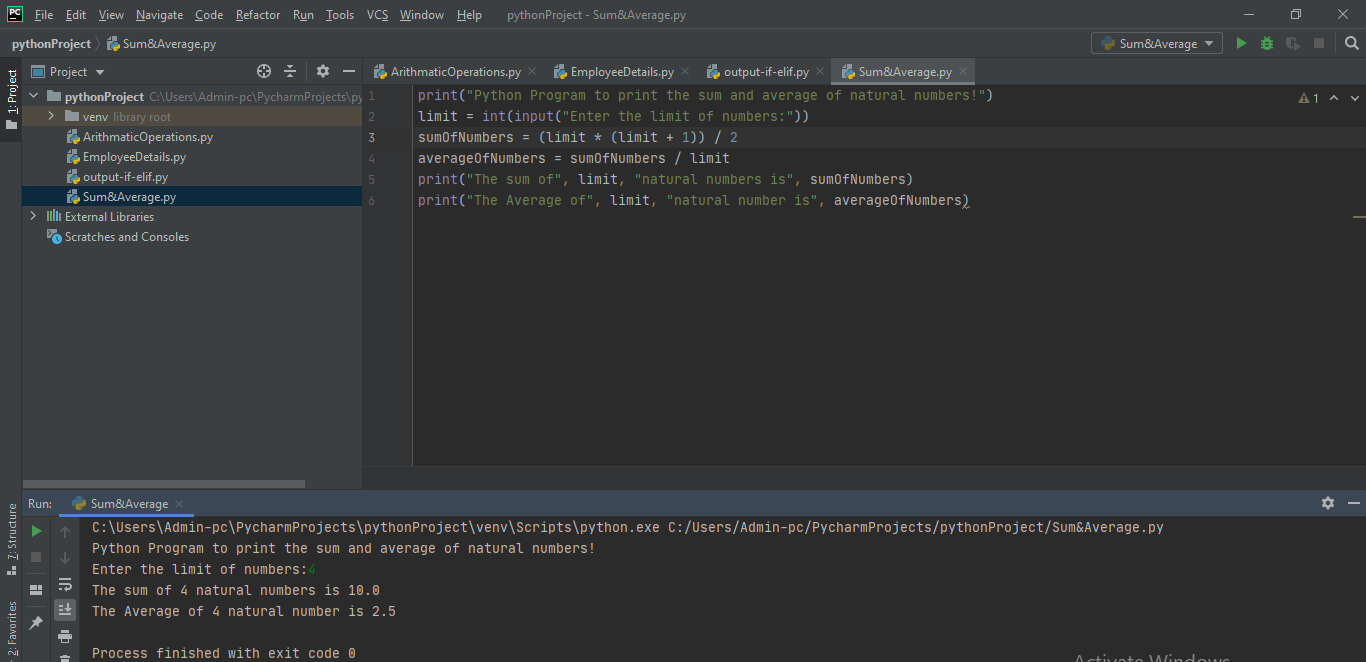 PC File Edit View Navigate Code Refactor Run Tools VCS Window Help pythonProject - Sum&Average.py
pythonProject Sum&Average.py Sum&Average
1: Project
Project
ArithmaticOperations.py EmployeeDetails.py output-if-elif.py Sum&Average.py
pythonProject C:\Users\Admin-pc\PycharmProjects\py
venv library root
ArithmaticOperations.py
EmployeeDetails.py
output-if-elif.py
Sum&Average.py
External Libraries
Scratches and Consoles
1 print("Python Program to print the sum and average of natural numbers!")
2 limit = int(input("Enter the limit of numbers:"))
3 sumOfNumbers = (limit * (limit + 1)) / 2
4 averageOfNumbers = sumOfNumbers / limit
5 print("The sum of", limit, "natural numbers is", sumOfNumbers)
6 print("The Average of", limit, "natural number is", averageOfNumbers)
1
Run: Sum&Average
7: Structure
2: Favorites
C:\Users\Admin-pc\PycharmProjects\pythonProject\venv\Scripts\python.exe C:/Users/Admin-pc/PycharmProjects/pythonProject/Sum&Average.py
Python Program to print the sum and average of natural numbers!
Enter the limit of numbers:4
The sum of 4 natural numbers is 10.0
The Average of 4 natural number is 2.5
Process finished with exit code 0
Activate Windows